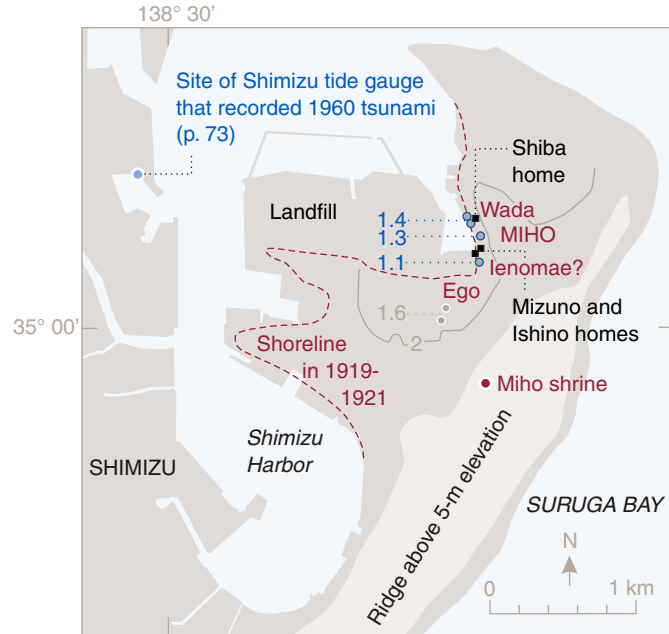 138° 30'
Site of Shimizu tide gauge
that recorded 1960 tsunami
(p. 73)
Shiba
home
Landfill
Wada
1.4
1.3
MIHO
1.1
Ienomae?
Ego
Mizuno and
Ishino homes
1.6
35° 00'
2
Shoreline
in 1919-
1921
Miho shrine
Shimizu
Harbor
SHIMIZU
Ridge above 5-m elevation
SURUGA BAY
N
0
1 km